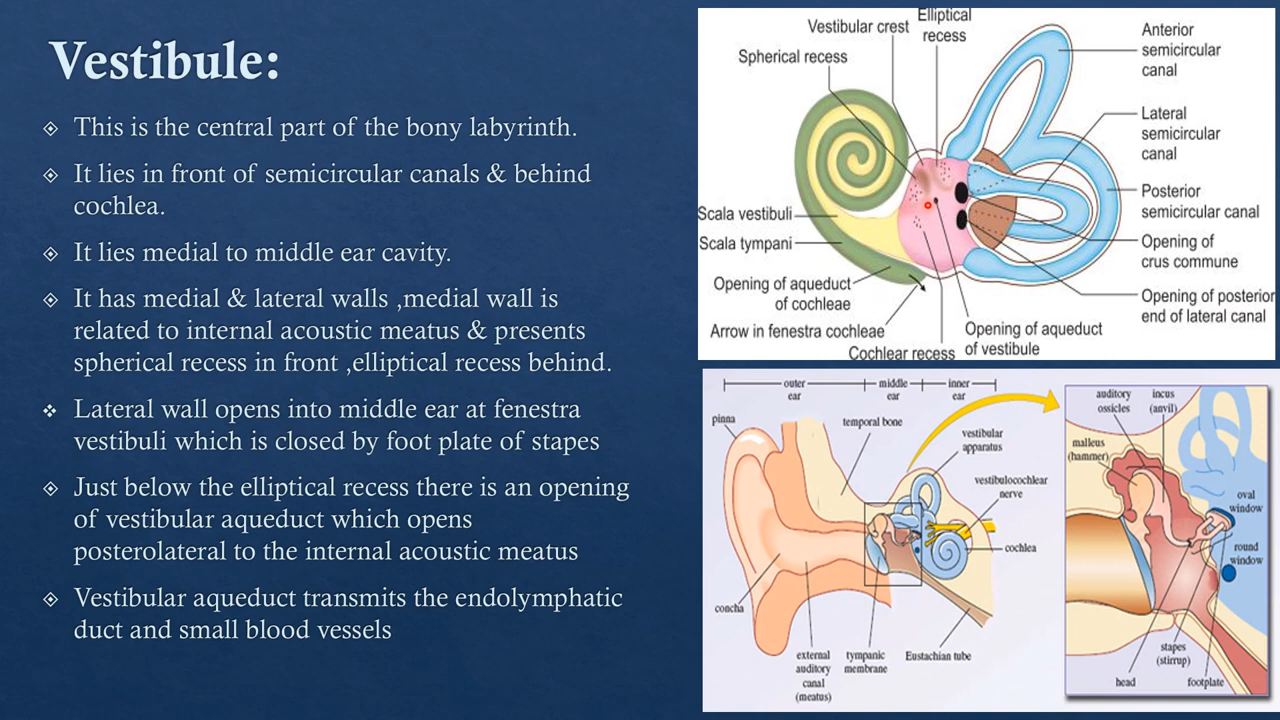 Vestibule:
This is the central part of the bony labyrinth.
It lies in front of semicircular canals & behind
cochlea.
It lies medial to middle ear cavity.
It has medial & lateral walls ,medial wall is
related to internal acoustic meatus & presents
spherical recess in front ,elliptical recess behind.
Lateral wall opens into middle ear at fenestra
vestibuli which is closed by foot plate of stapes
Just below the elliptical recess there is an opening
of vestibular aqueduct which opens
posterolateral to the internal acoustic meatus
Vestibular aqueduct transmits the endolymphatic
duct and small blood vessels
Vestibular crest
Elliptical
recess
Spherical recess
Anterior
semicircular
canal
Lateral
semicircular
canal
Posterior
semicircular canal
Opening of
crus commune
Opening of posterior
end of lateral canal
Scala vestibuli
Scala tympani
Opening of aqueduct
of cochleae
Arrow in fenestra cochleae
Cochlear recess
Opening of aqueduct
of vestibule
outer
ear
middle
ear
inner
ear
pinna
temporal bone
vestibular
apparatus
vestibulocochlear
nerve
cochlea
concha
external
auditory
canal
(meatus)
tympanic
membrane
Eustachian tube
auditory
ossicles
incus
(anvil)
malleus
(hammer)
oval
window
round
window
stapes
(stirrup)
head
footplate